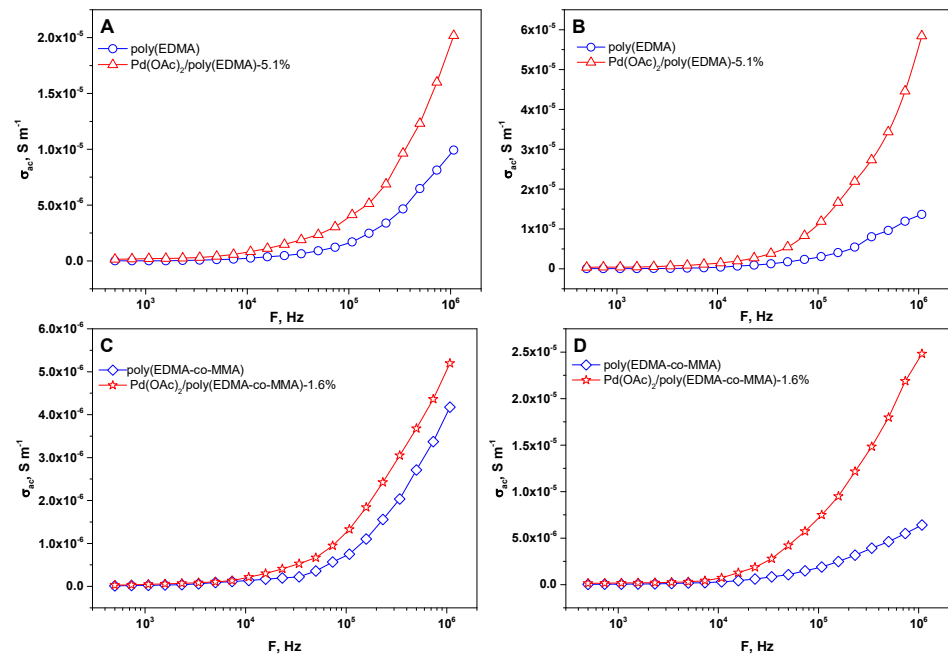 A
poly(EDMA)
Pd(OAc)₂/poly(EDMA)-5.1%
2.0x10⁻⁵
1.5x10⁻⁵
1.0x10⁻⁵
5.0x10⁻⁶
0.0
σac, S m⁻¹
10³ 10⁴ 10⁵ 10⁶
F, Hz
B
poly(EDMA)
Pd(OAc)₂/poly(EDMA)-5.1%
6x10⁻⁵
5x10⁻⁵
4x10⁻⁵
3x10⁻⁵
2x10⁻⁵
1x10⁻⁵
0
σac, S m⁻¹
10³ 10⁴ 10⁵ 10⁶
F, Hz
C
poly(EDMA-co-MMA)
Pd(OAc)₂/poly(EDMA-co-MMA)-1.6%
6.0x10⁻⁶
5.0x10⁻⁶
4.0x10⁻⁶
3.0x10⁻⁶
2.0x10⁻⁶
1.0x10⁻⁶
0.0
σac, S m⁻¹
10³ 10⁴ 10⁵ 10⁶
F, Hz
D
poly(EDMA-co-MMA)
Pd(OAc)₂/poly(EDMA-co-MMA)-1.6%
2.5x10⁻⁵
2.0x10⁻⁵
1.5x10⁻⁵
1.0x10⁻⁵
5.0x10⁻⁶
0.0
σac, S m⁻¹
10³ 10⁴ 10⁵ 10⁶
F, Hz